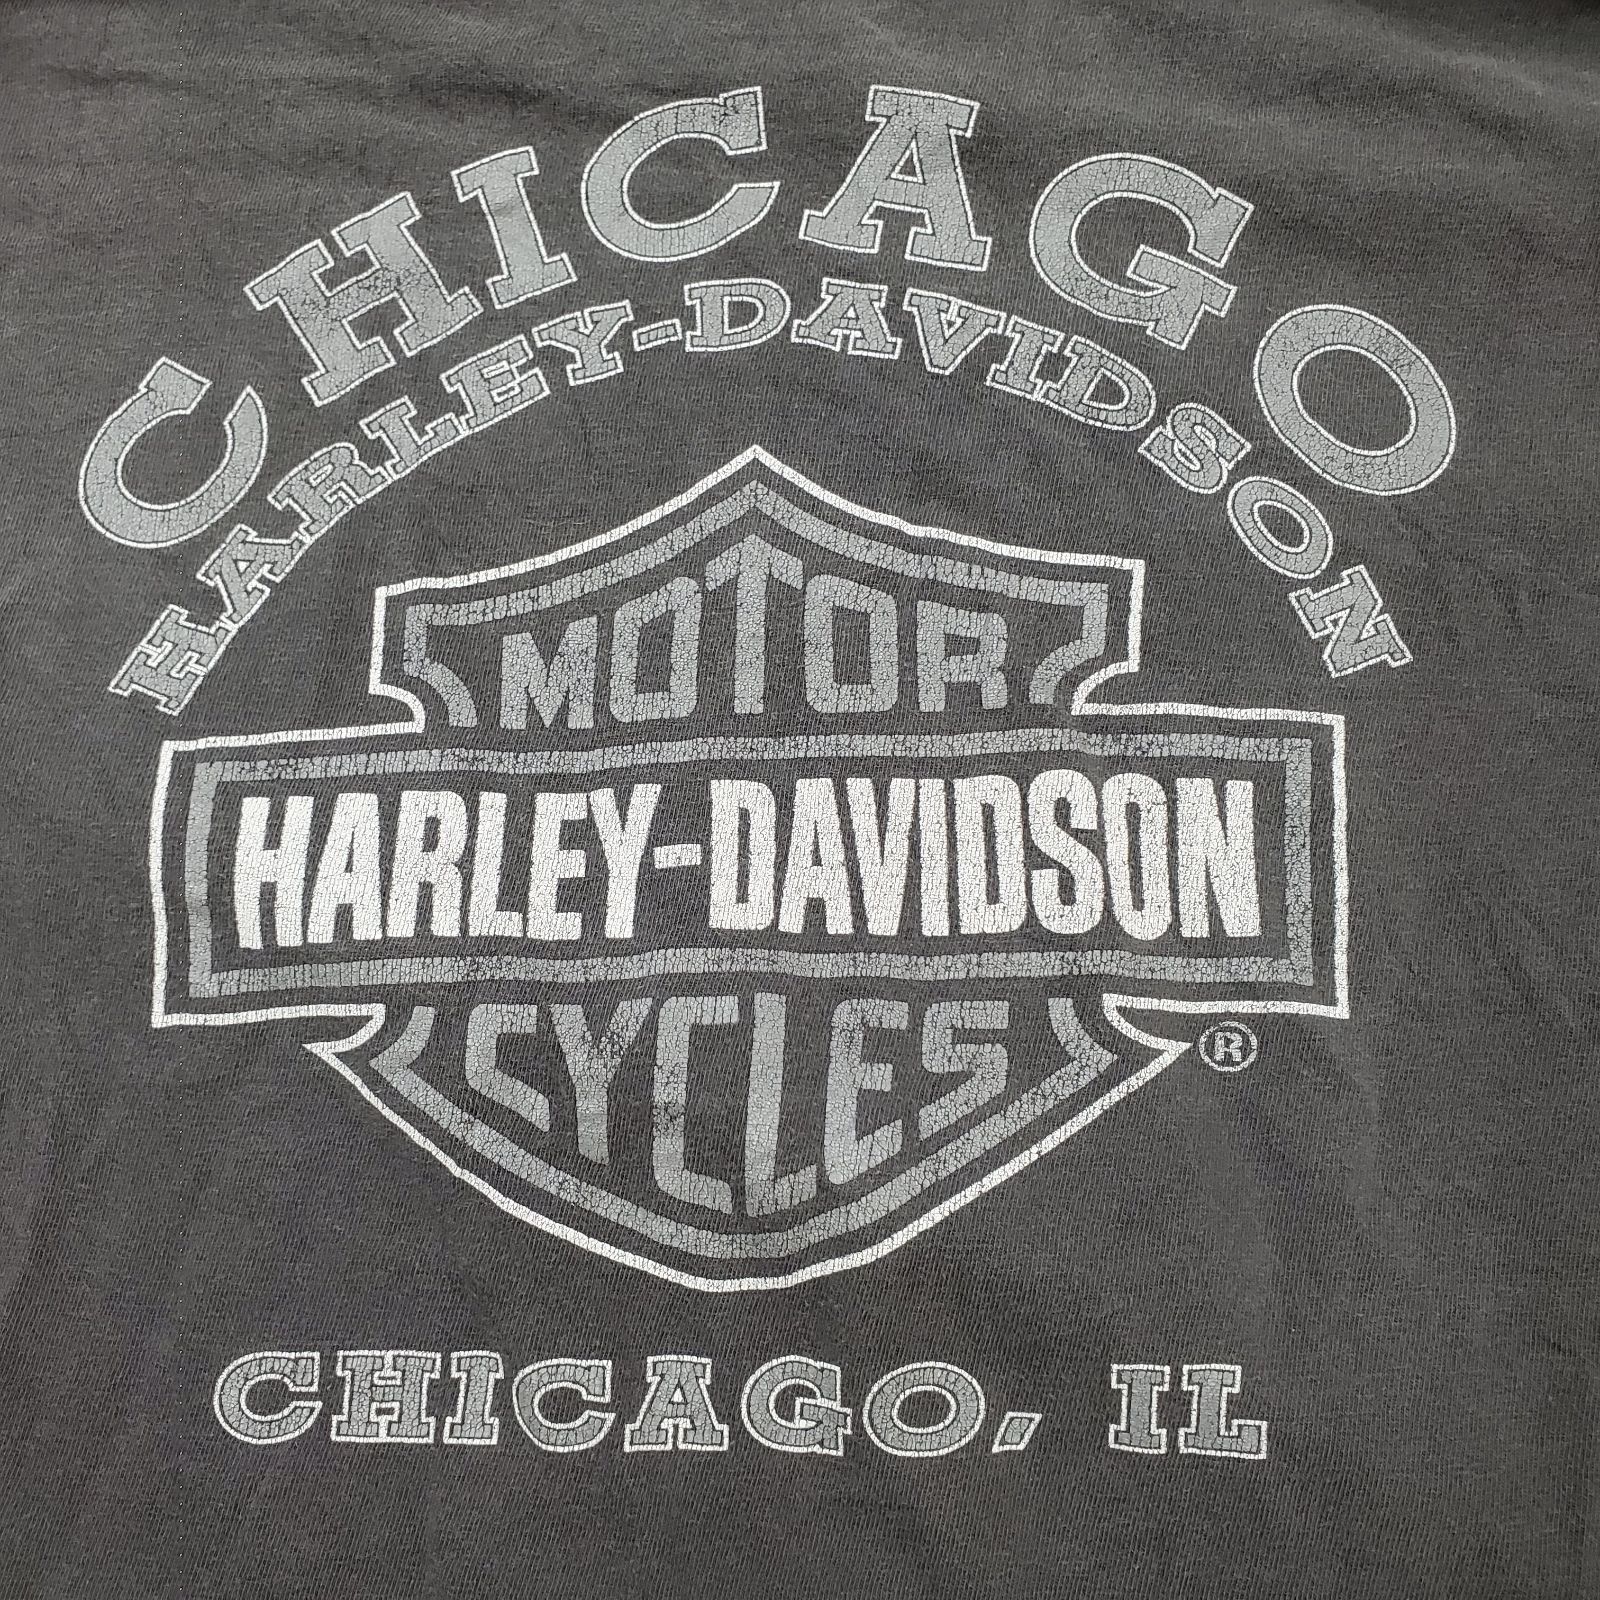 CHICAGO
HARLEY-DAVIDSON
MOTOR
HARLEY-DAVIDSON
CYCLES
®
CHICAGO, IL